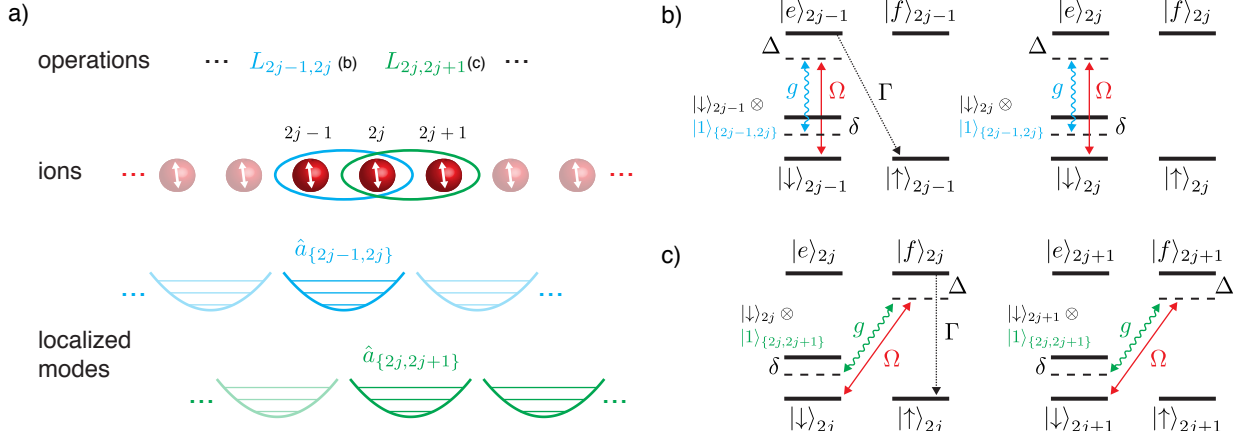 a)
operations
... L_{2j−1,2j} (b) L_{2j,2j+1} (c) ...
2j − 1 2j 2j + 1
ions
... ...
â_{\{2j−1,2j\}}
... ...
localized
modes
â_{\{2j,2j+1\}}
... ...
b)
|e⟩_{2j−1} |f⟩_{2j−1} |e⟩_{2j} |f⟩_{2j}
Δ Δ
g Ω Γ g Ω
|↓⟩_{2j−1} ⊗ |↓⟩_{2j} ⊗
|1⟩_{\{2j−1,2j\}} δ |1⟩_{\{2j−1,2j\}} δ
|↓⟩_{2j−1} |↑⟩_{2j−1} |↓⟩_{2j} |↑⟩_{2j}
c)
|e⟩_{2j} |f⟩_{2j} |e⟩_{2j+1} |f⟩_{2j+1}
Δ Δ
|↓⟩_{2j} ⊗ |↓⟩_{2j+1} ⊗
|1⟩_{\{2j,2j+1\}} g Ω Γ |1⟩_{\{2j,2j+1\}} g Ω
δ δ
|↓⟩_{2j} |↑⟩_{2j} |↓⟩_{2j+1} |↑⟩_{2j+1}